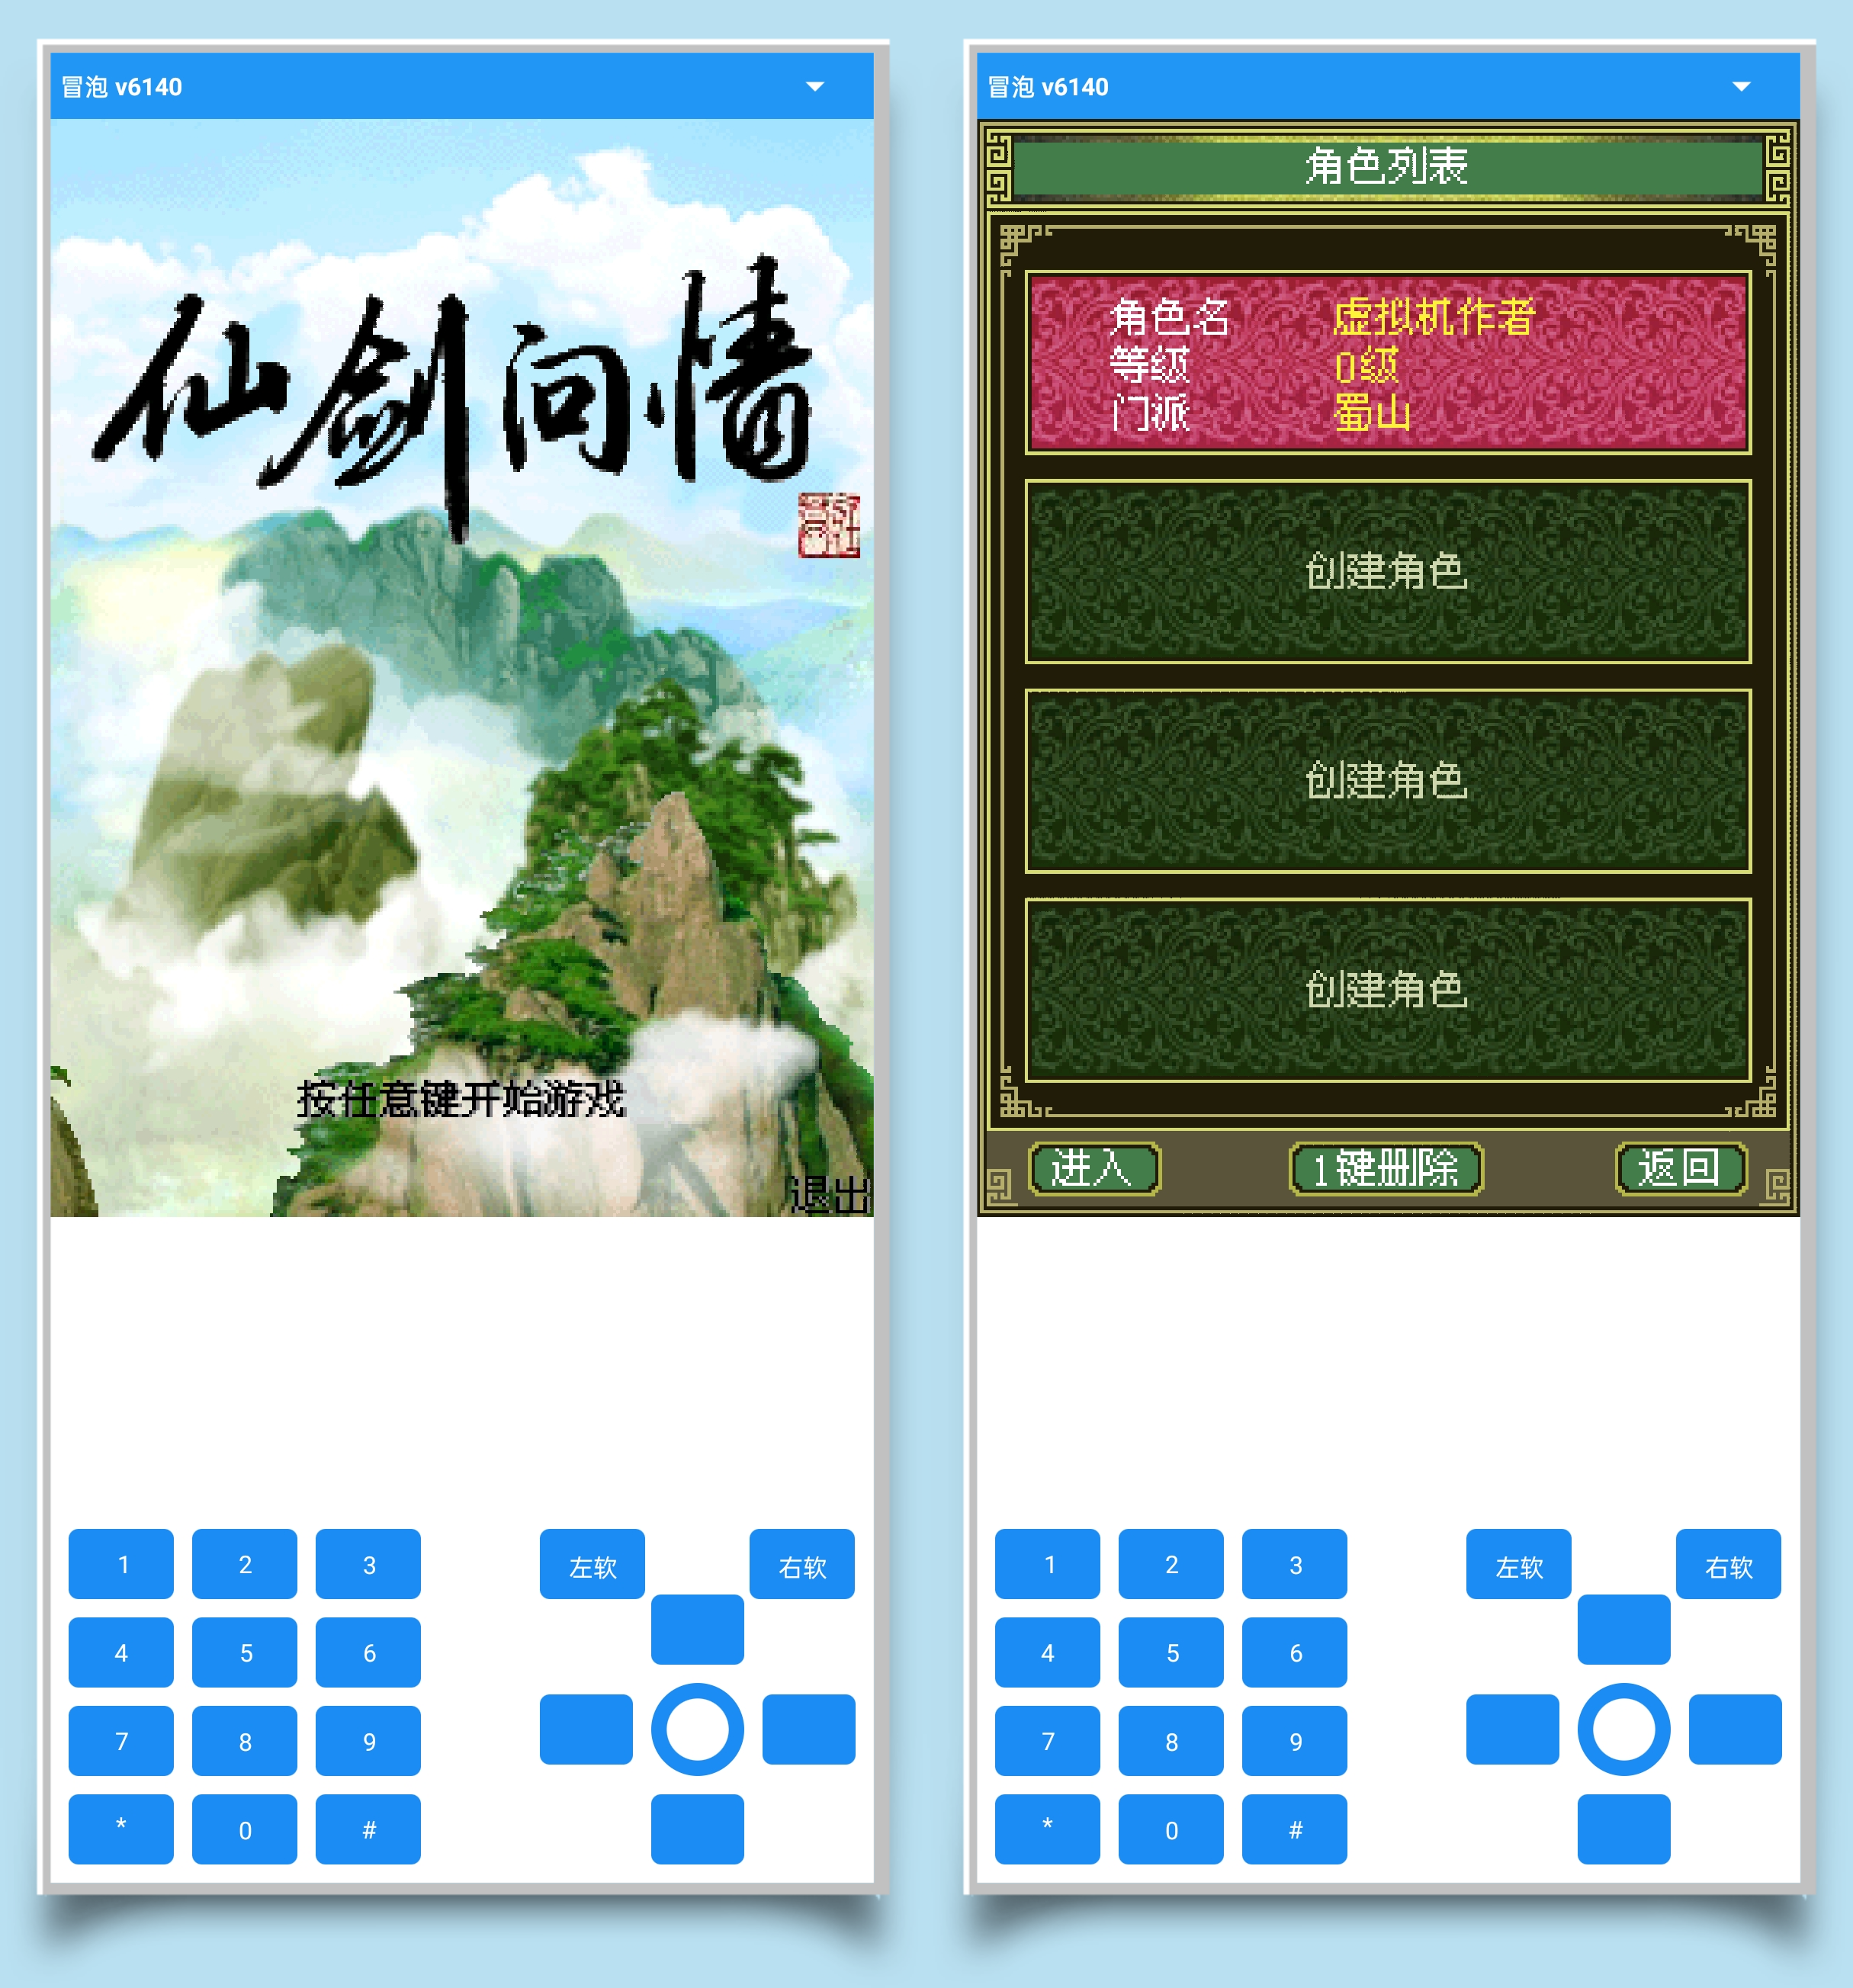 冒泡 v6140
仙剑问情
按任意键开始游戏
退出
1 2 3 左软 右软
4 5 6
7 8 9
* 0 #
冒泡 v6140
角色列表
角色名 虚拟机作者
等级 0级
门派 蜀山
创建角色
创建角色
创建角色
进入 1键删除 返回
1 2 3 左软 右软
4 5 6
7 8 9
* 0 #